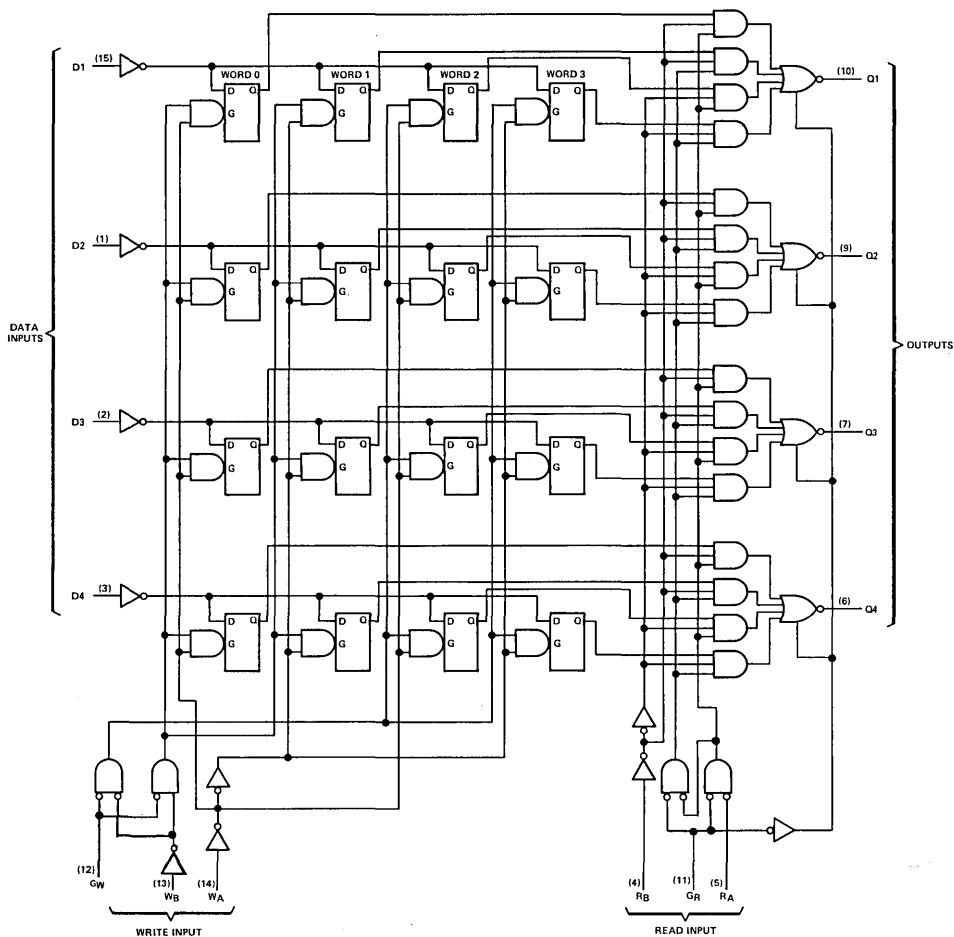 D1 (15)
WORD 0 WORD 1 WORD 2 WORD 3
D Q D Q D Q D Q
G G G G
(10) Q1
D2 (1)
D Q D Q D Q D Q
G G G G
(9) Q2
DATA
INPUTS
OUTPUTS
D3 (2)
D Q D Q D Q D Q
G G G G
(7) Q3
D4 (3)
D Q D Q D Q D Q
G G G G
(6) Q4
(12) (13) (14) (4) (11) (5)
GW WB WA RB GR RA
WRITE INPUT READ INPUT